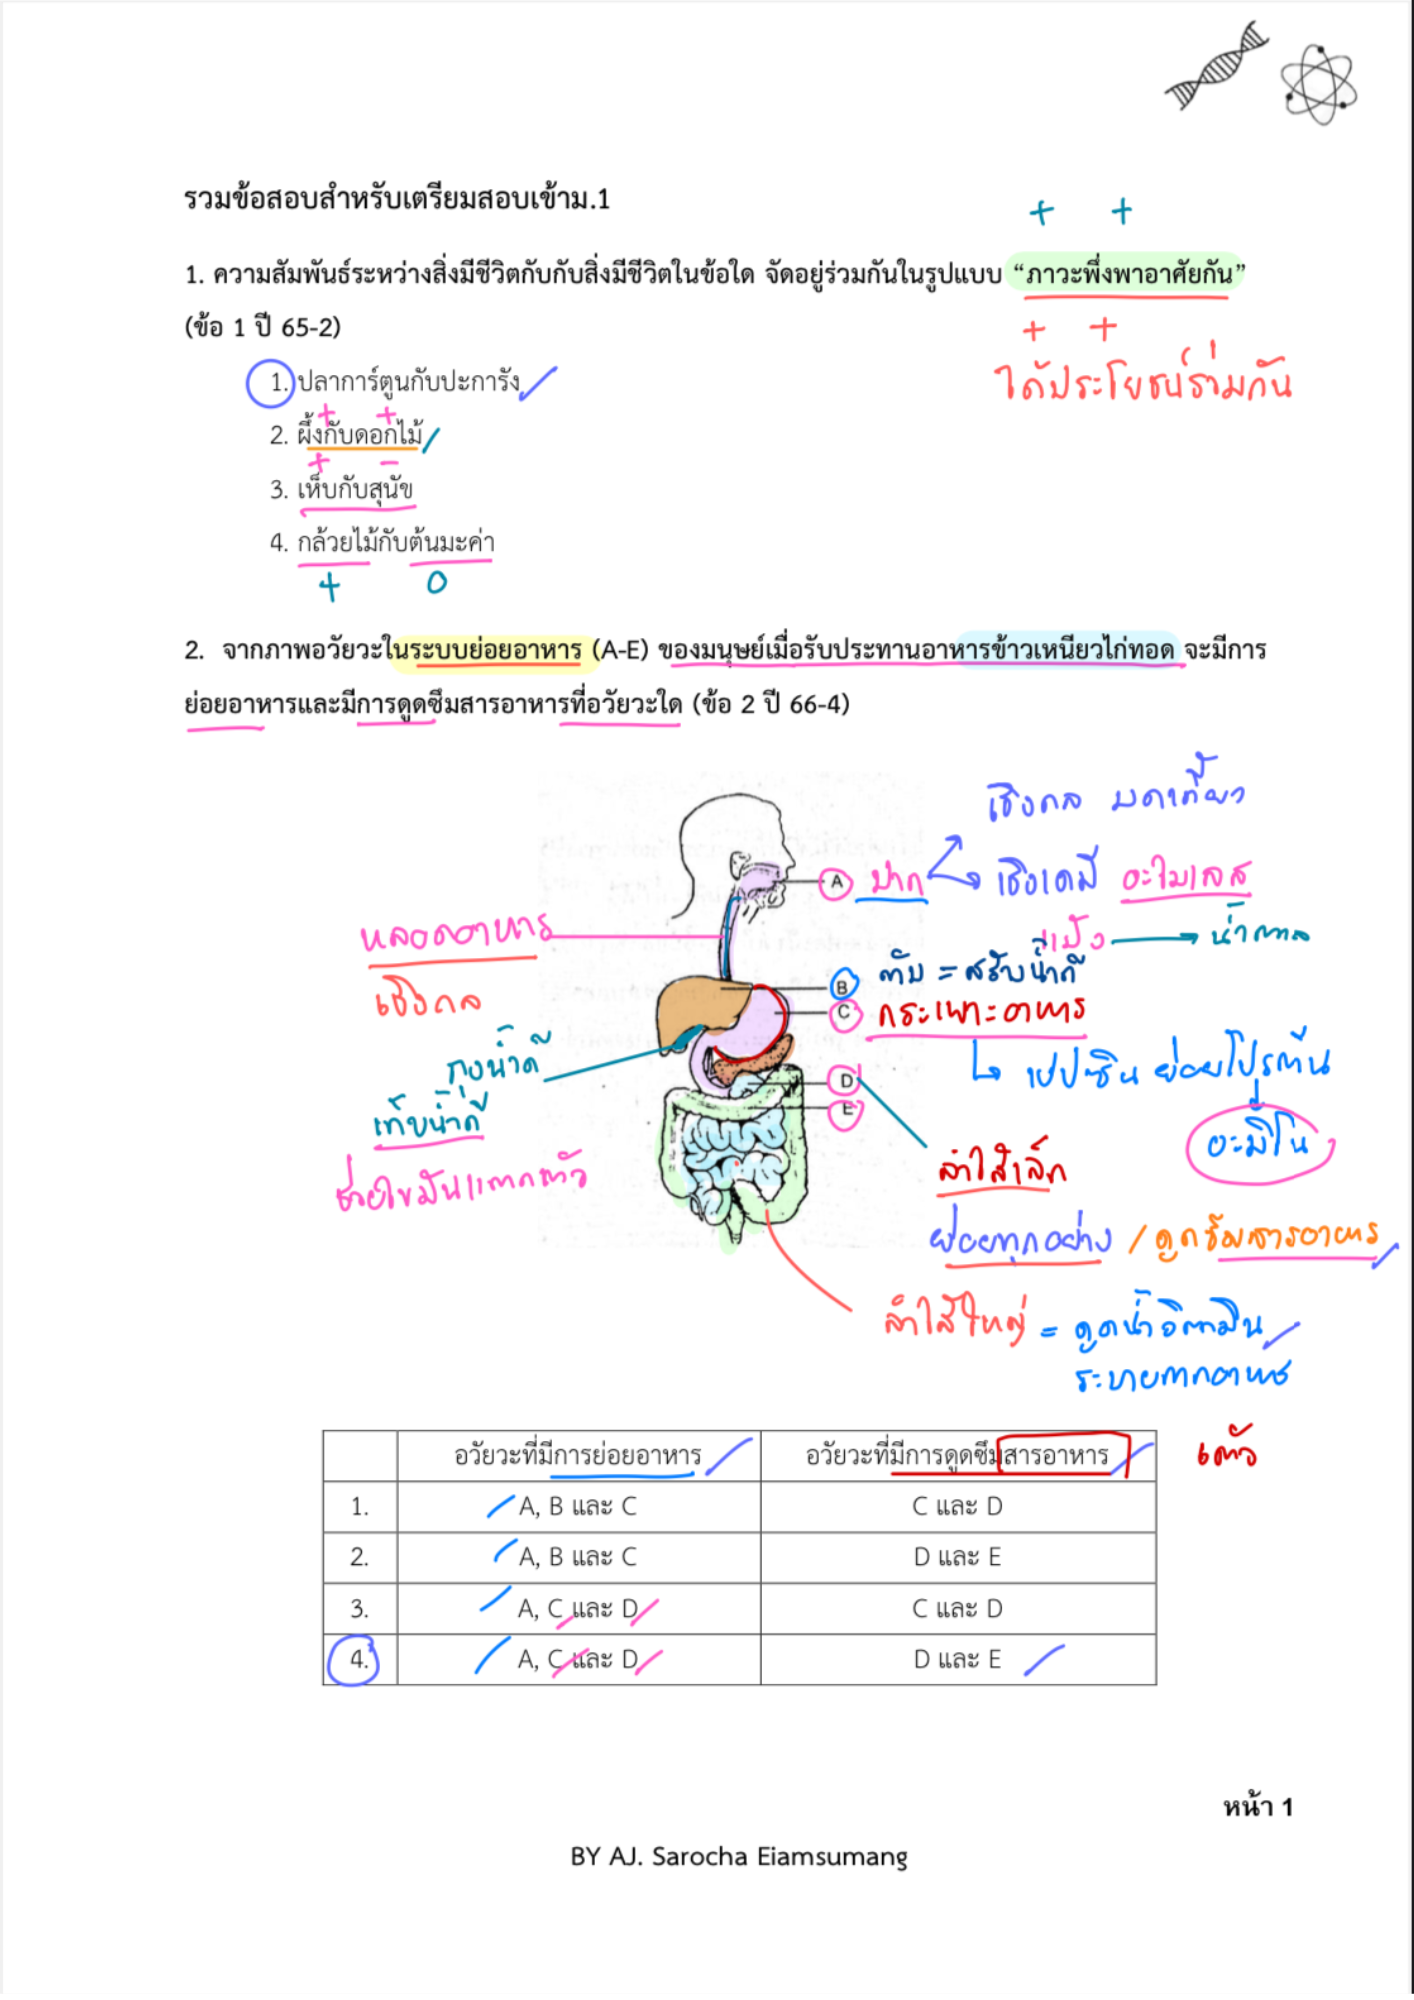 รวมข้อสอบสำหรับเตรียมสอบเข้าม.1
+ +
1. ความสัมพันธ์ระหว่างสิ่งมีชีวิตกับกับสิ่งมีชีวิตในข้อใด จัดอยู่ร่วมกันในรูปแบบ “ภาวะพึ่งพาอาศัยกัน”
(ข้อ 1 ปี 65-2)
+ +
ได้ประโยชน์ร่วมกัน
1. ปลาการ์ตูนกับปะการัง
+ +
2. ผึ้งกับดอกไม้
+ −
3. เห็บกับสุนัข
4. กล้วยไม้กับต้นมะค่า
+ 0
2. จากภาพอวัยวะในระบบย่อยอาหาร (A-E) ของมนุษย์เมื่อรับประทานอาหารข้าวเหนียวไก่ทอด จะมีการ
ย่อยอาหารและมีการดูดซึมสารอาหารที่อวัยวะใด (ข้อ 2 ปี 66-4)
เชิงกล บดเคี้ยว
A ปาก เชิงเคมี อะไมเลส
หลอดอาหาร
แป้ง น้ำตาล
เชิงกล
B ตับ = สร้างน้ำดี
C กระเพาะอาหาร
ถุงน้ำดี
เปปซิน ย่อยโปรตีน
D
เก็บน้ำดี
E
อะมิโน
ช่วยไขมันแตกตัว
ลำไส้เล็ก
ย่อยทุกอย่าง / ดูดซึมสารอาหาร
ลำไส้ใหญ่ = ดูดน้ำ วิตามิน
ระบายกากอาหาร
อวัยวะที่มีการย่อยอาหาร อวัยวะที่มีการดูดซึมสารอาหาร
1. A, B และ C C และ D
2. A, B และ C D และ E
3. A, C และ D C และ D
4. A, C และ D D และ E
หน้า 1
BY AJ. Sarocha Eiamsumang